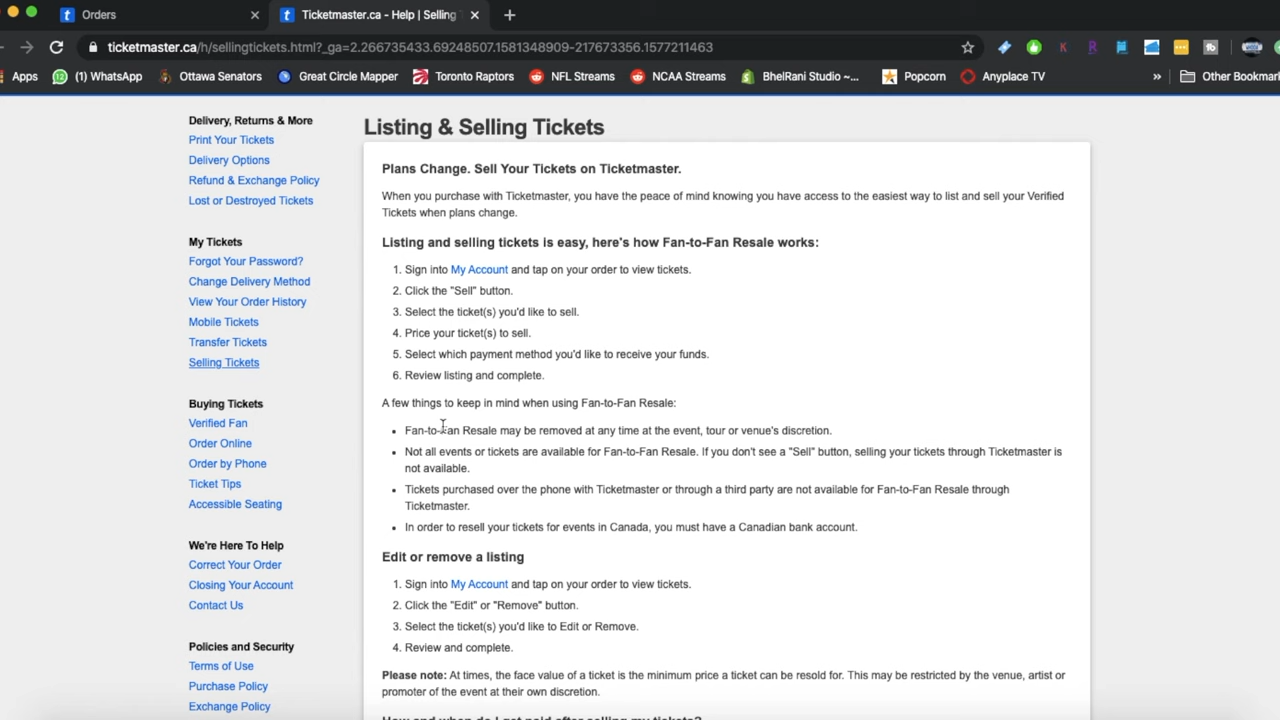 Orders
Ticketmaster.ca - Help | Selling
ticketmaster.ca/h/sellingtickets.html?_ga=2.266735433.69248507.1581348909-217673356.1577211463
Apps (1) WhatsApp Ottawa Senators Great Circle Mapper Toronto Raptors NFL Streams NCAA Streams BhelRani Studio ~... Popcorn Anyplace TV » Other Bookmar
Delivery, Returns & More
Print Your Tickets
Delivery Options
Refund & Exchange Policy
Lost or Destroyed Tickets
My Tickets
Forgot Your Password?
Change Delivery Method
View Your Order History
Mobile Tickets
Transfer Tickets
Selling Tickets
Buying Tickets
Verified Fan
Order Online
Order by Phone
Ticket Tips
Accessible Seating
We're Here To Help
Correct Your Order
Closing Your Account
Contact Us
Policies and Security
Terms of Use
Purchase Policy
Exchange Policy
Listing & Selling Tickets
Plans Change. Sell Your Tickets on Ticketmaster.
When you purchase with Ticketmaster, you have the peace of mind knowing you have access to the easiest way to list and sell your Verified
Tickets when plans change.
Listing and selling tickets is easy, here's how Fan-to-Fan Resale works:
1. Sign into My Account and tap on your order to view tickets.
2. Click the "Sell" button.
3. Select the ticket(s) you'd like to sell.
4. Price your ticket(s) to sell.
5. Select which payment method you'd like to receive your funds.
6. Review listing and complete.
A few things to keep in mind when using Fan-to-Fan Resale:
• Fan-to-Fan Resale may be removed at any time at the event, tour or venue's discretion.
• Not all events or tickets are available for Fan-to-Fan Resale. If you don't see a "Sell" button, selling your tickets through Ticketmaster is
not available.
• Tickets purchased over the phone with Ticketmaster or through a third party are not available for Fan-to-Fan Resale through
Ticketmaster.
• In order to resell your tickets for events in Canada, you must have a Canadian bank account.
Edit or remove a listing
1. Sign into My Account and tap on your order to view tickets.
2. Click the "Edit" or "Remove" button.
3. Select the ticket(s) you'd like to Edit or Remove.
4. Review and complete.
Please note: At times, the face value of a ticket is the minimum price a ticket can be resold for. This may be restricted by the venue, artist or
promoter of the event at their own discretion.
How and when do I get paid after selling my tickets?